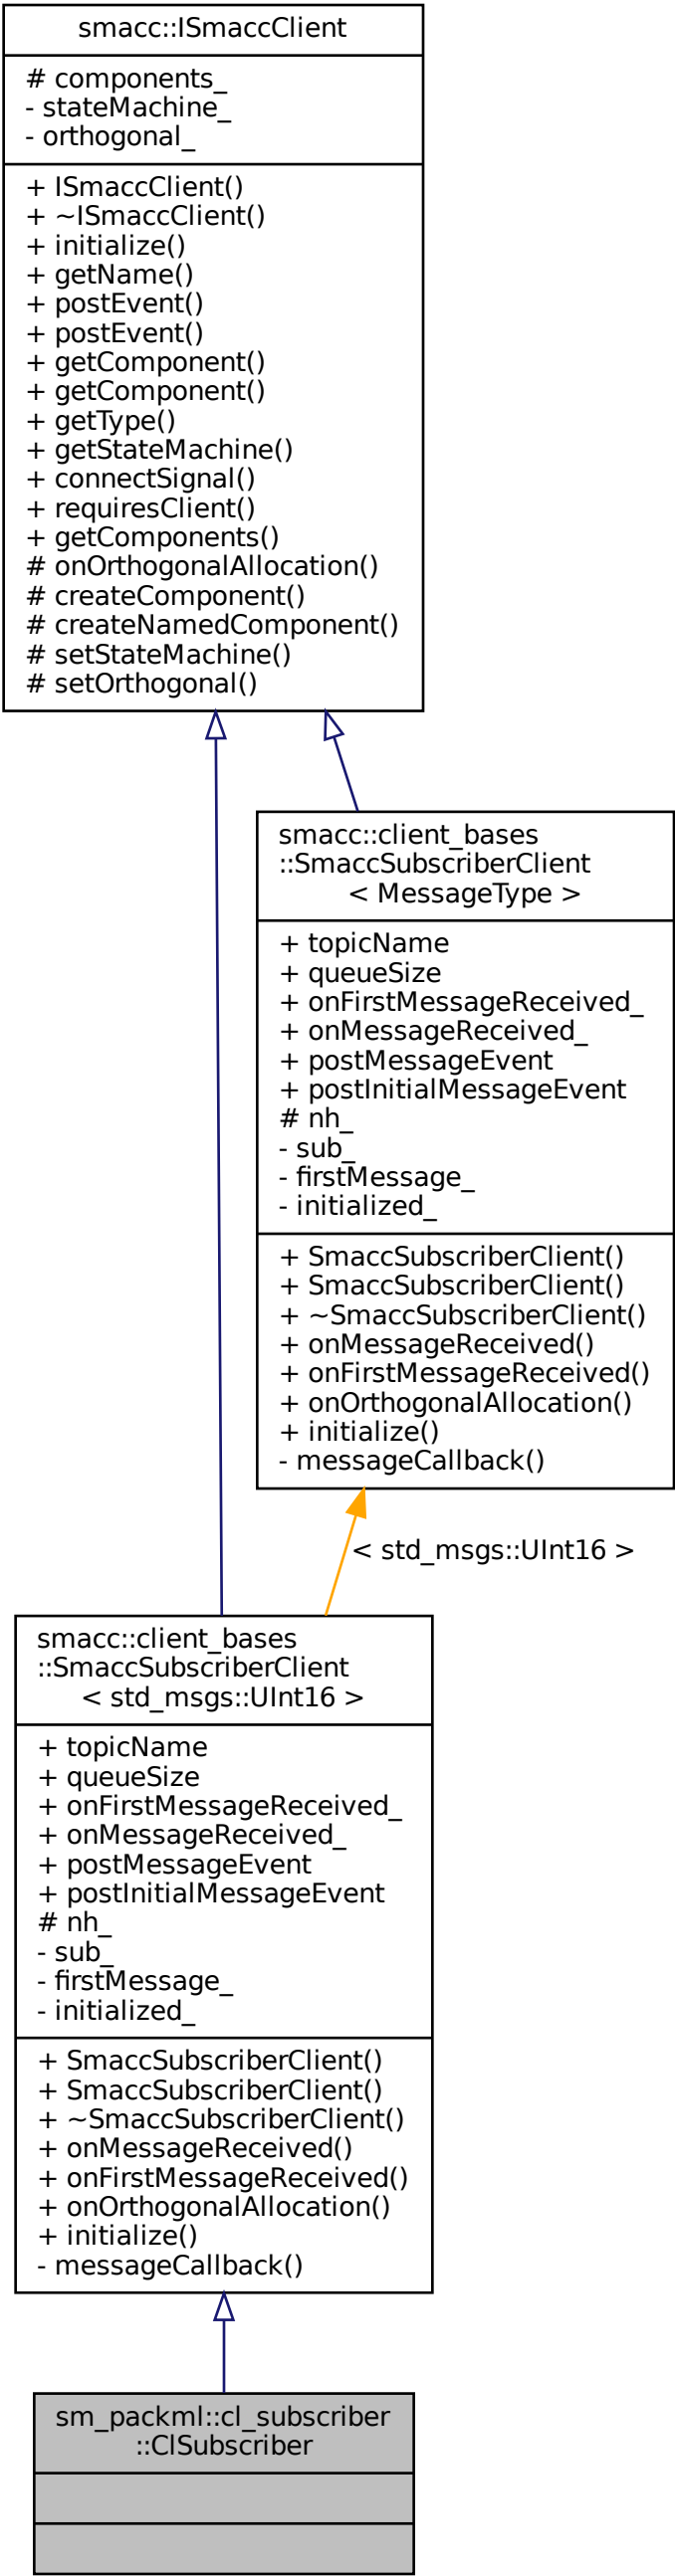 smacc::ISmaccClient
# components_
- stateMachine_
- orthogonal_
+ ISmaccClient()
+ ~ISmaccClient()
+ initialize()
+ getName()
+ postEvent()
+ postEvent()
+ getComponent()
+ getComponent()
+ getType()
+ getStateMachine()
+ connectSignal()
+ requiresClient()
+ getComponents()
# onOrthogonalAllocation()
# createComponent()
# createNamedComponent()
# setStateMachine()
# setOrthogonal()
smacc::client_bases
::SmaccSubscriberClient
< MessageType >
+ topicName
+ queueSize
+ onFirstMessageReceived_
+ onMessageReceived_
+ postMessageEvent
+ postInitialMessageEvent
# nh_
- sub_
- firstMessage_
- initialized_
+ SmaccSubscriberClient()
+ SmaccSubscriberClient()
+ ~SmaccSubscriberClient()
+ onMessageReceived()
+ onFirstMessageReceived()
+ onOrthogonalAllocation()
+ initialize()
- messageCallback()
< std_msgs::UInt16 >
smacc::client_bases
::SmaccSubscriberClient
< std_msgs::UInt16 >
+ topicName
+ queueSize
+ onFirstMessageReceived_
+ onMessageReceived_
+ postMessageEvent
+ postInitialMessageEvent
# nh_
- sub_
- firstMessage_
- initialized_
+ SmaccSubscriberClient()
+ SmaccSubscriberClient()
+ ~SmaccSubscriberClient()
+ onMessageReceived()
+ onFirstMessageReceived()
+ onOrthogonalAllocation()
+ initialize()
- messageCallback()
sm_packml::cl_subscriber
::ClSubscriber